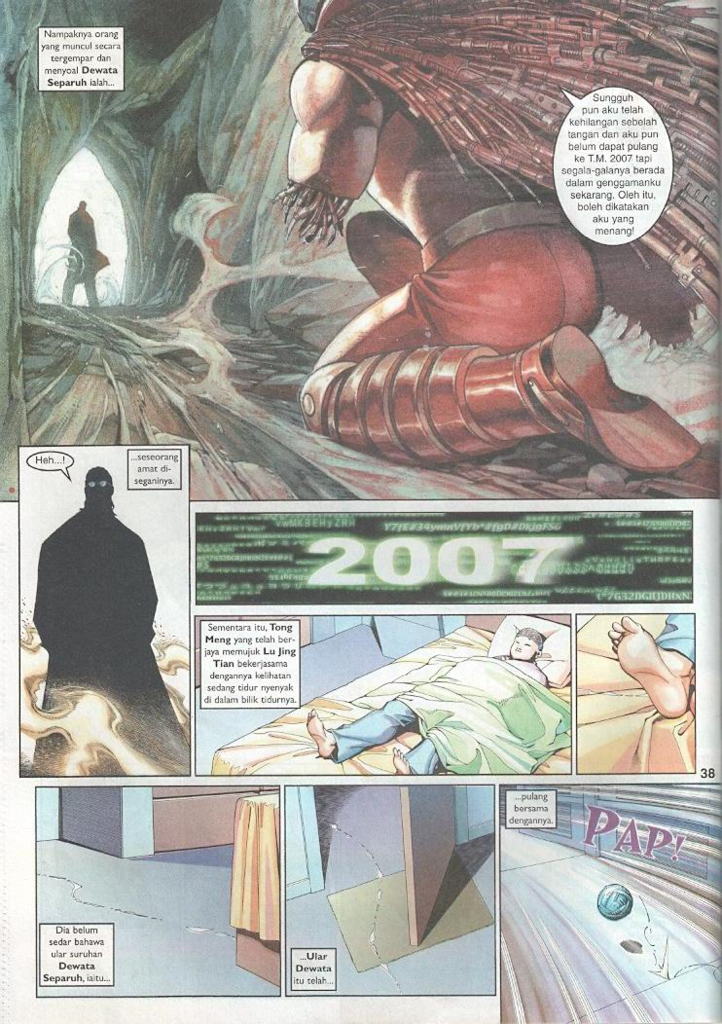 Nampaknya orang
yang muncul secara
tergempar dan
menyoal Dewata
Separuh ialah...
Sungguh
pun aku telah
kehilangan sebelah
tangan dan aku pun
belum dapat pulang
ke T.M. 2007 tapi
segala-galanya berada
dalam genggamanku
sekarang. Oleh itu,
boleh dikatakan
aku yang
menang!
Heh...!
...seseorang
amat di-
seganinya.
2007
Sementara itu, Tong
Meng yang telah ber-
jaya memujuk Lu Jing
Tian bekerjasama
dengannya kelihatan
sedang tidur nyenyak
di dalam bilik tidurnya.
38
Dia belum
sedar bahawa
ular suruhan
Dewata
Separuh, iaitu...
...Ular
Dewata
itu telah...
...pulang
bersama
dengannya.
PAP!